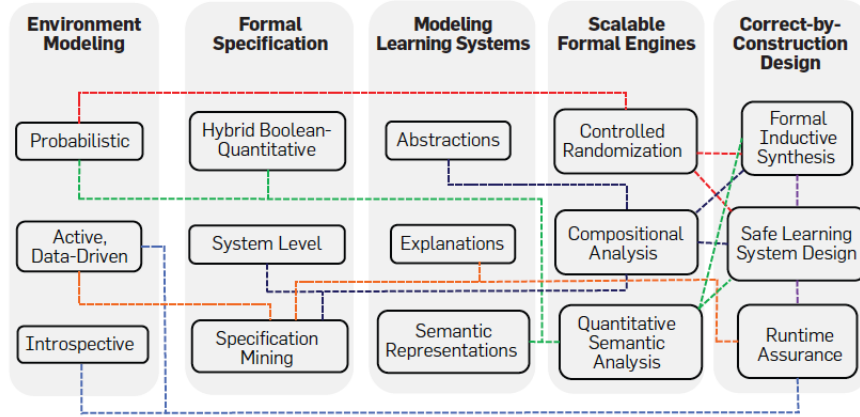 Environment
Modeling
Formal
Specification
Modeling
Learning Systems
Scalable
Formal Engines
Correct-by-
Construction
Design
Probabilistic
Hybrid Boolean-
Quantitative
Abstractions
Controlled
Randomization
Formal
Inductive
Synthesis
Active,
Data-Driven
System Level
Explanations
Compositional
Analysis
Safe Learning
System Design
Introspective
Specification
Mining
Semantic
Representations
Quantitative
Semantic
Analysis
Runtime
Assurance